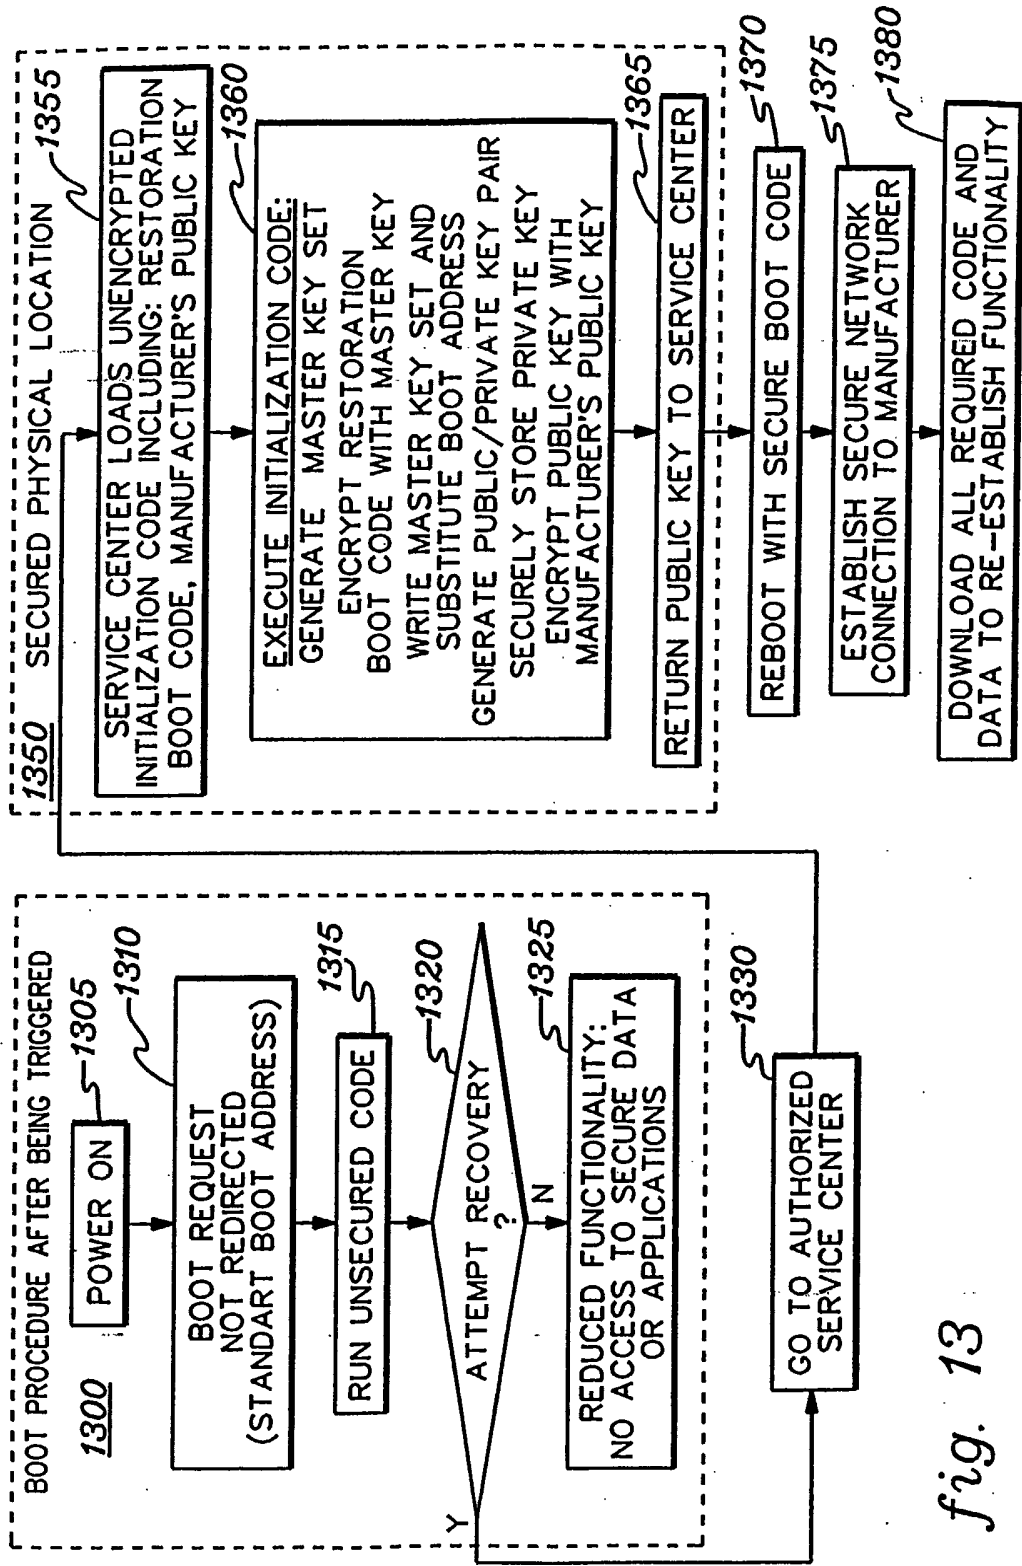 BOOT PROCEDURE AFTER BEING TRIGGERED
1300
POWER ON
1305
BOOT REQUEST
NOT REDIRECTED
(STANDART BOOT ADDRESS)
1310
RUN UNSECURED CODE
1315
ATTEMPT RECOVERY
?
1320
Y
N
REDUCED FUNCTIONALITY:
NO ACCESS TO SECURE DATA
OR APPLICATIONS
1325
GO TO AUTHORIZED
SERVICE CENTER
1330
1350
SECURED PHYSICAL LOCATION
SERVICE CENTER LOADS UNENCRYPTED
INITIALIZATION CODE INCLUDING: RESTORATION
BOOT CODE, MANUFACTURER'S PUBLIC KEY
1355
EXECUTE INITIALIZATION CODE:
GENERATE MASTER KEY SET
ENCRYPT RESTORATION
BOOT CODE WITH MASTER KEY
WRITE MASTER KEY SET AND
SUBSTITUTE BOOT ADDRESS
GENERATE PUBLIC/PRIVATE KEY PAIR
SECURELY STORE PRIVATE KEY
ENCRYPT PUBLIC KEY WITH
MANUFACTURER'S PUBLIC KEY
1360
RETURN PUBLIC KEY TO SERVICE CENTER
1365
REBOOT WITH SECURE BOOT CODE
1370
ESTABLISH SECURE NETWORK
CONNECTION TO MANUFACTURER
1375
DOWNLOAD ALL REQUIRED CODE AND
DATA TO RE-ESTABLISH FUNCTIONALITY
1380
fig. 13